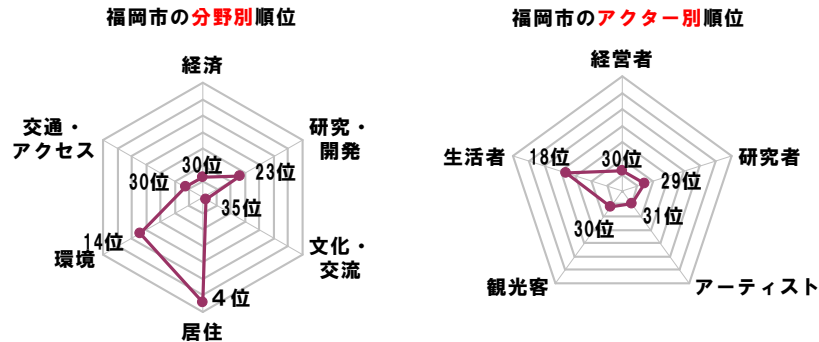 福岡市の分野別順位
経済
研究・
開発
文化・
交流
居住
環境
交通・
アクセス
30位
23位
35位
4位
14位
30位
福岡市のアクター別順位
経営者
研究者
アーティスト
観光客
生活者
30位
29位
31位
30位
18位